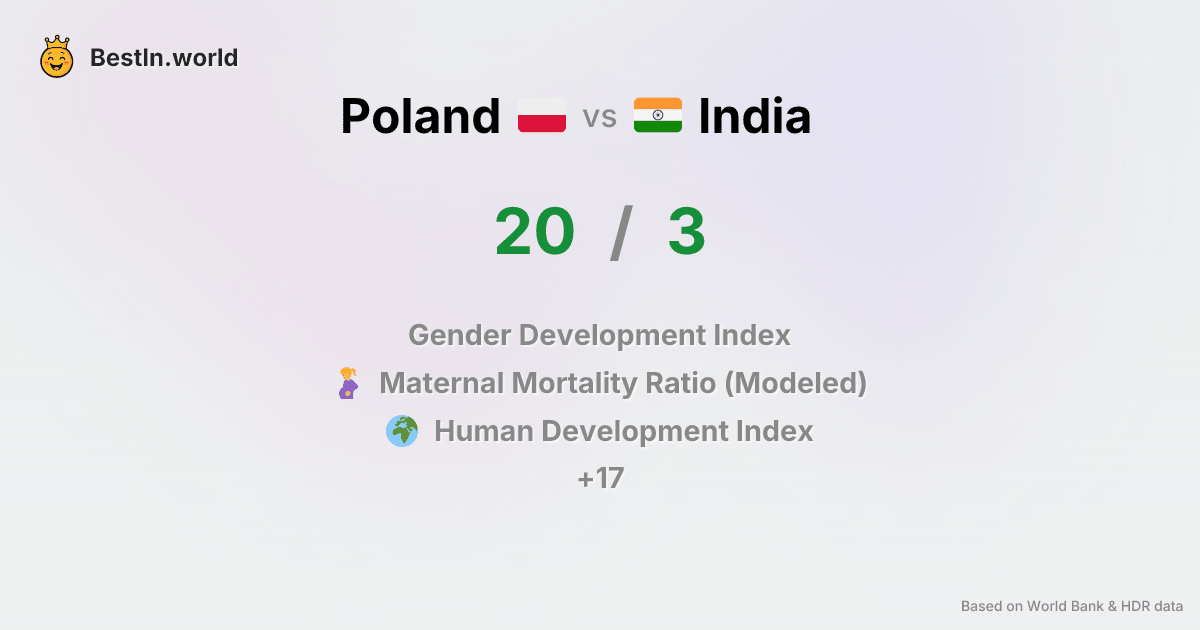 BestIn.world
Poland vs India
20 / 3
Gender Development Index
Maternal Mortality Ratio (Modeled)
Human Development Index
+17
Based on World Bank & HDR data